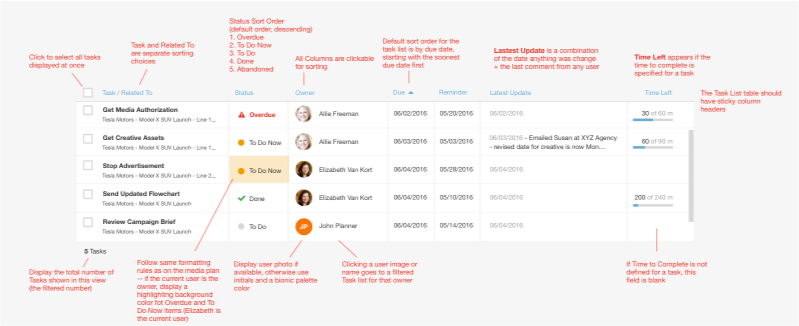 Status Sort Order
(default order, descending)
1. Overdue
2. To Do Now
3. To Do
4. Done
5. Abandoned
Click to select all tasks
displayed at once
Task and Related To
are separate sorting
choices
All Columns are clickable
for sorting
Default sort order for the
task list is by due date,
starting with the soonest
due date first
Lastest Update is a combination
of the date anything was change
+ the last comment from any user
Time Left appears if the
time to complete is
specified for a task
The Task List table should
have sticky column
headers
Task / Related To Status Owner Due Reminder Latest Update Time Left
Get Media Authorization
Tesla Motors - Model X SUV Launch - Line 1...
Overdue Allie Freeman 06/02/2016 05/20/2016 06/02/2016 30 of 60 m
Get Creative Assets
Tesla Motors - Model X SUV Launch - Line 2...
To Do Now Allie Freeman 06/03/2016 05/03/2016 06/03/2016 - Emailed Susan at XYZ Agency
- revised date for creative is now Mon...
60 of 90 m
Stop Advertisement
Tesla Motors - Model X SUV Launch - Line 2...
To Do Now Elizabeth Van Kort 06/04/2016 05/28/2016 06/04/2016
Send Updated Flowchart
Tesla Motors - Model X SUV Launch
Done Elizabeth Van Kort 06/04/2016 05/10/2016 06/04/2016 200 of 240 m
Review Campaign Brief
Tesla Motors - Model X SUV Launch
To Do JP John Planner 06/04/2016 05/14/2016 06/04/2016
5 Tasks
Display the total number of
Tasks shown in this view
(the filtered number)
Follow same formatting
rules as on the media plan
-- if the current user is the
owner, display a
highlighitng background
color fot Overdue and To
Do Now items (Elizabeth is
the current user)
Display user photo if
available, otherwise use
initials and a bionic palette
color
Clicking a user image or
name goes to a filtered
Task list for that owner
If Time to Complete is not
defined for a task, this
field is blank